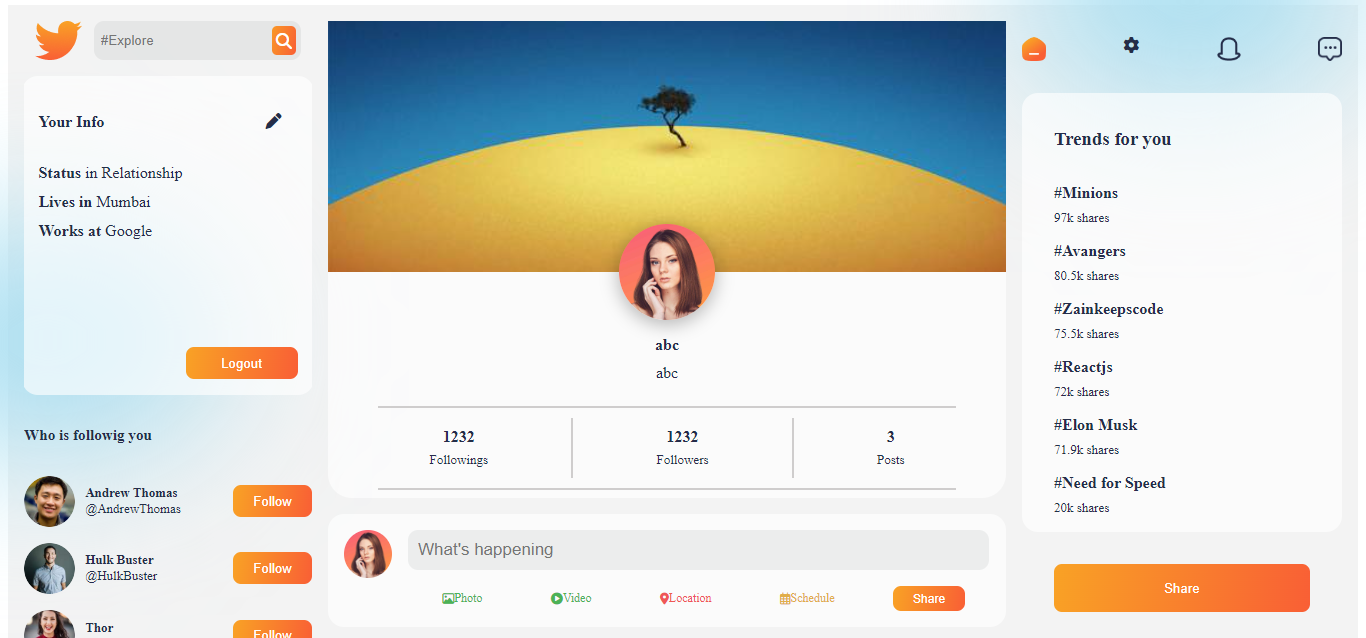 #Explore
Your Info
Status in Relationship
Lives in Mumbai
Works at Google
Logout
Who is followig you
Andrew Thomas
@AndrewThomas
Follow
Hulk Buster
@HulkBuster
Follow
Thor
Follow
abc
abc
1232
Followings
1232
Followers
3
Posts
What's happening
Photo
Video
Location
Schedule
Share
Trends for you
#Minions
97k shares
#Avangers
80.5k shares
#Zainkeepscode
75.5k shares
#Reactjs
72k shares
#Elon Musk
71.9k shares
#Need for Speed
20k shares
Share